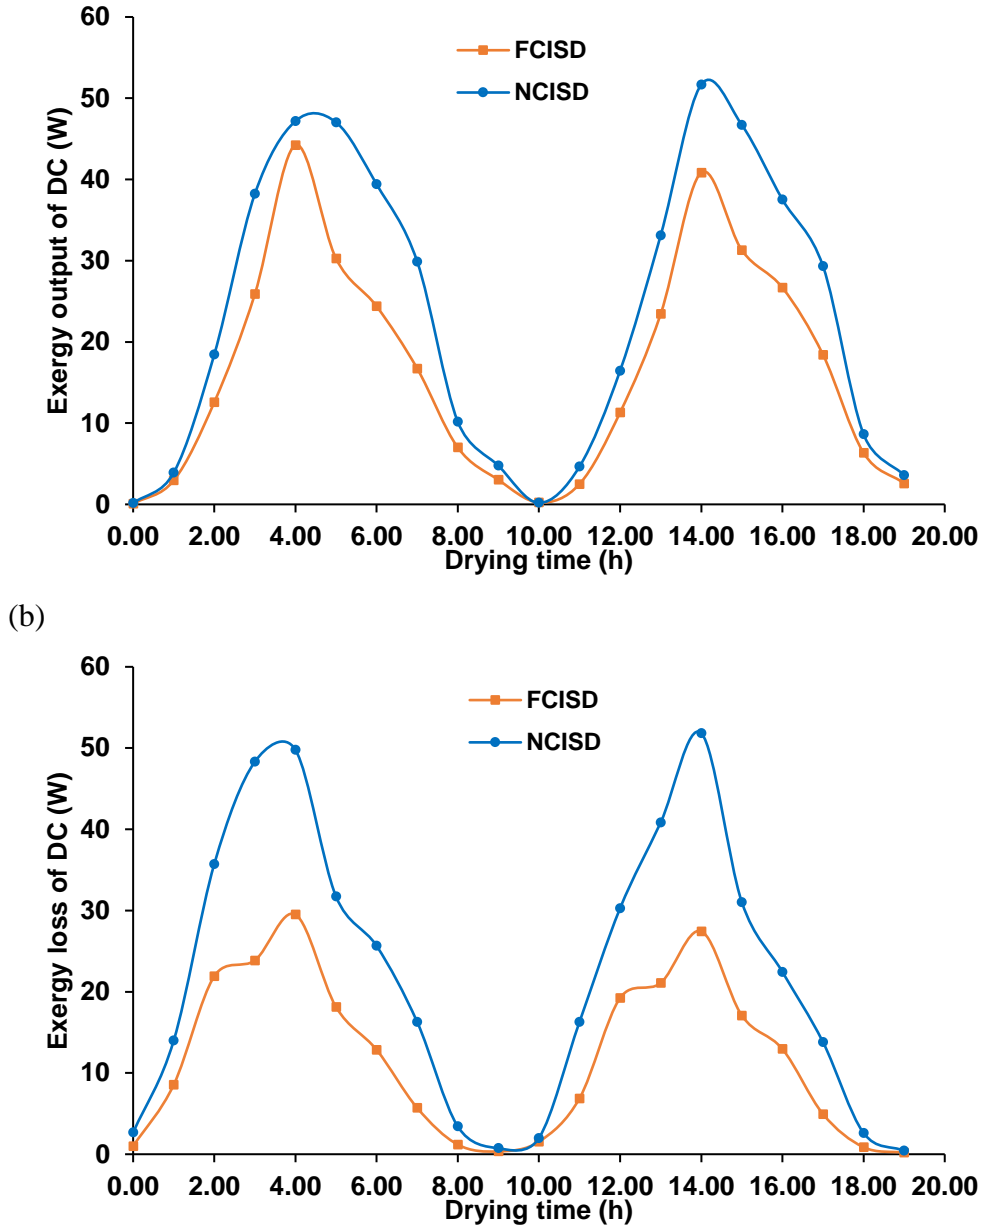 60
50
40
30
20
10
0
Exergy output of DC (W)
FCISD
NCISD
0.00 2.00 4.00 6.00 8.00 10.00 12.00 14.00 16.00 18.00 20.00
Drying time (h)
(b)
60
50
40
30
20
10
0
Exergy loss of DC (W)
FCISD
NCISD
0.00 2.00 4.00 6.00 8.00 10.00 12.00 14.00 16.00 18.00 20.00
Drying time (h)